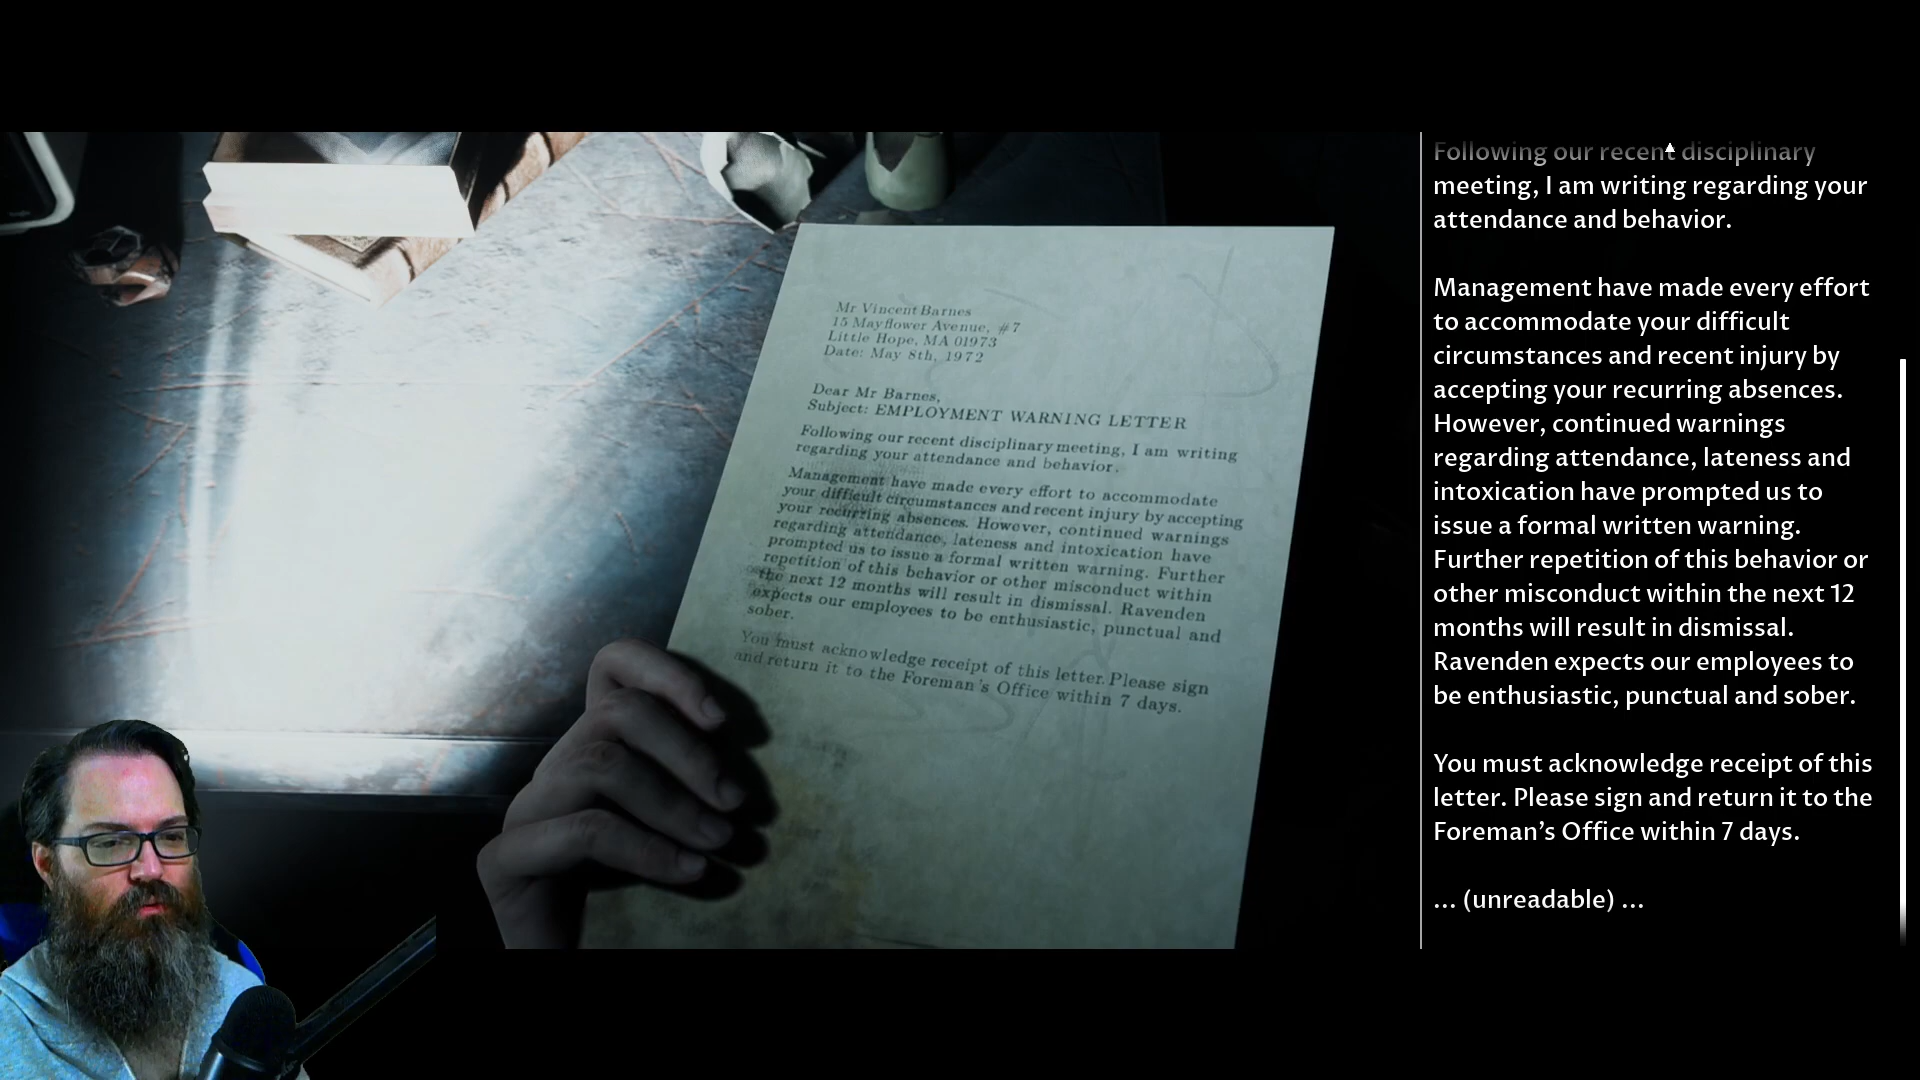 Mr Vincent Barnes
15 Mayflower Avenue, #7
Little Hope, MA 01973
Date: May 8th, 1972
Dear Mr Barnes,
Subject: EMPLOYMENT WARNING LETTER
Following our recent disciplinary meeting, I am writing
regarding your attendance and behavior.
Management have made every effort to accommodate
your difficult circumstances and recent injury by accepting
your recurring absences. However, continued warnings
regarding attendance, lateness and intoxication have
prompted us to issue a formal written warning. Further
repetition of this behavior or other misconduct within
the next 12 months will result in dismissal. Ravenden
expects our employees to be enthusiastic, punctual and
sober.
You must acknowledge receipt of this letter. Please sign
and return it to the Foreman's Office within 7 days.
Following our recent disciplinary
meeting, I am writing regarding your
attendance and behavior.
Management have made every effort
to accommodate your difficult
circumstances and recent injury by
accepting your recurring absences.
However, continued warnings
regarding attendance, lateness and
intoxication have prompted us to
issue a formal written warning.
Further repetition of this behavior or
other misconduct within the next 12
months will result in dismissal.
Ravenden expects our employees to
be enthusiastic, punctual and sober.
You must acknowledge receipt of this
letter. Please sign and return it to the
Foreman's Office within 7 days.
... (unreadable) ...